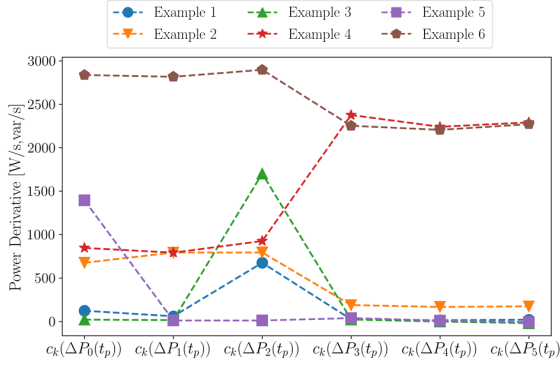 Example 1 Example 3 Example 5
Example 2 Example 4 Example 6
Power Derivative [W/s,var/s]
3000
2500
2000
1500
1000
500
0
c_k(ΔP_0(t_p)) c_k(ΔP_1(t_p)) c_k(ΔP_2(t_p)) c_k(ΔP_3(t_p)) c_k(ΔP_4(t_p)) c_k(ΔP_5(t_p))